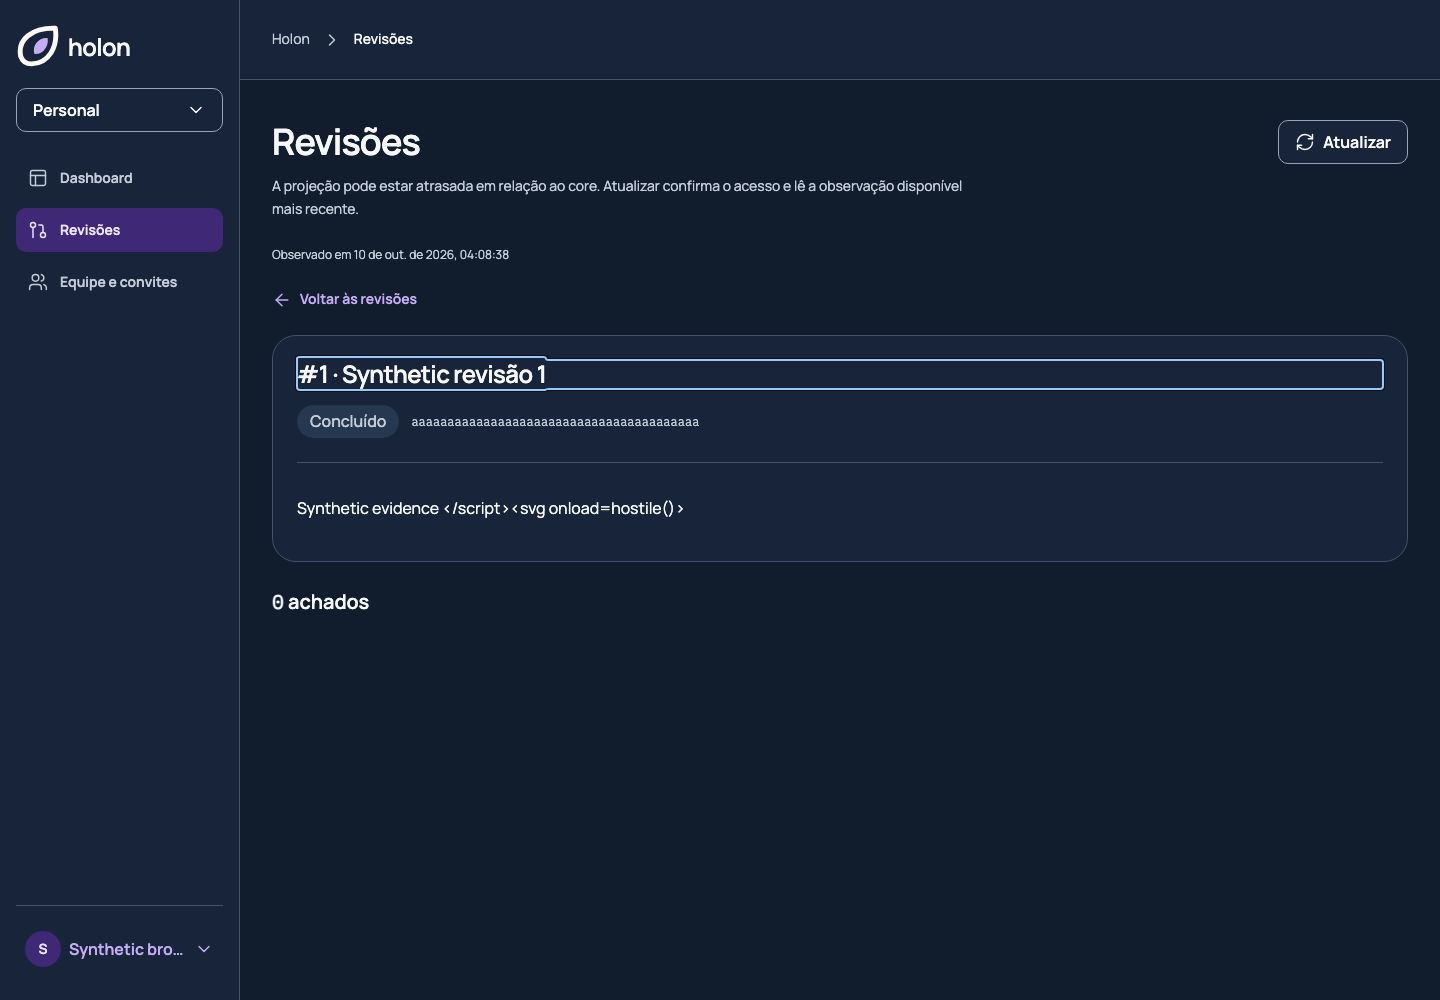 holon
Personal
Dashboard
Revisões
Equipe e convites
Synthetic bro...
S
Holon
Revisões
Revisões
Atualizar
A projeção pode estar atrasada em relação ao core. Atualizar confirma o acesso e lê a observação disponível
mais recente.
Observado em 10 de out. de 2026, 04:08:38
Voltar às revisões
#1 · Synthetic revisão 1
Concluído
aaaaaaaaaaaaaaaaaaaaaaaaaaaaaaaaaaaaaaaa
Synthetic evidence </script><svg onload=hostile()>
0 achados